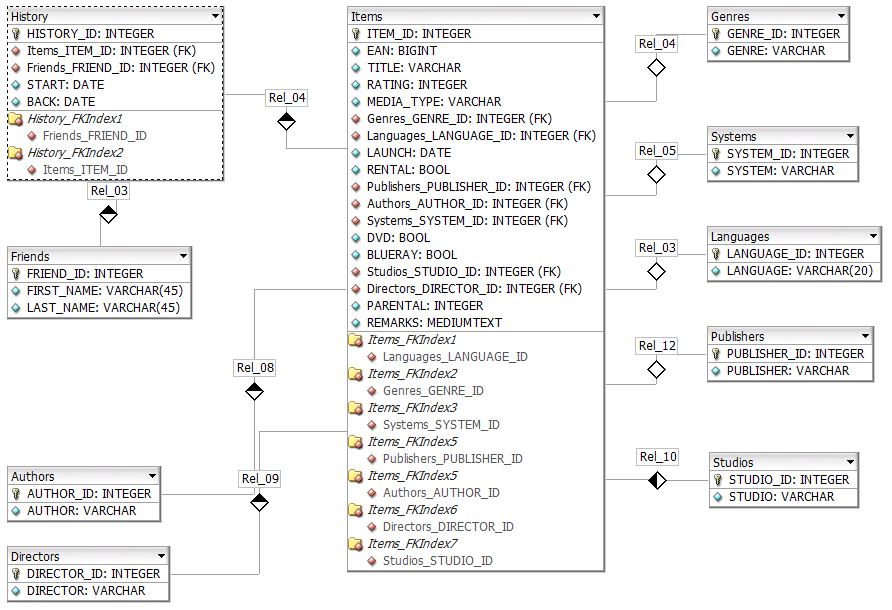 History
HISTORY_ID: INTEGER
Items_ITEM_ID: INTEGER (FK)
Friends_FRIEND_ID: INTEGER (FK)
START: DATE
BACK: DATE
History_FKIndex1
Friends_FRIEND_ID
History_FKIndex2
Items_ITEM_ID
Rel_03
Friends
FRIEND_ID: INTEGER
FIRST_NAME: VARCHAR(45)
LAST_NAME: VARCHAR(45)
Rel_04
Rel_08
Rel_09
Authors
AUTHOR_ID: INTEGER
AUTHOR: VARCHAR
Directors
DIRECTOR_ID: INTEGER
DIRECTOR: VARCHAR
Items
ITEM_ID: INTEGER
EAN: BIGINT
TITLE: VARCHAR
RATING: INTEGER
MEDIA_TYPE: VARCHAR
Genres_GENRE_ID: INTEGER (FK)
Languages_LANGUAGE_ID: INTEGER (FK)
LAUNCH: DATE
RENTAL: BOOL
Publishers_PUBLISHER_ID: INTEGER (FK)
Authors_AUTHOR_ID: INTEGER (FK)
Systems_SYSTEM_ID: INTEGER (FK)
DVD: BOOL
BLUERAY: BOOL
Studios_STUDIO_ID: INTEGER (FK)
Directors_DIRECTOR_ID: INTEGER (FK)
PARENTAL: INTEGER
REMARKS: MEDIUMTEXT
Items_FKIndex1
Languages_LANGUAGE_ID
Items_FKIndex2
Genres_GENRE_ID
Items_FKIndex3
Systems_SYSTEM_ID
Items_FKIndex5
Publishers_PUBLISHER_ID
Items_FKIndex5
Authors_AUTHOR_ID
Items_FKIndex6
Directors_DIRECTOR_ID
Items_FKIndex7
Studios_STUDIO_ID
Rel_04
Genres
GENRE_ID: INTEGER
GENRE: VARCHAR
Rel_05
Systems
SYSTEM_ID: INTEGER
SYSTEM: VARCHAR
Rel_03
Languages
LANGUAGE_ID: INTEGER
LANGUAGE: VARCHAR(20)
Rel_12
Publishers
PUBLISHER_ID: INTEGER
PUBLISHER: VARCHAR
Rel_10
Studios
STUDIO_ID: INTEGER
STUDIO: VARCHAR